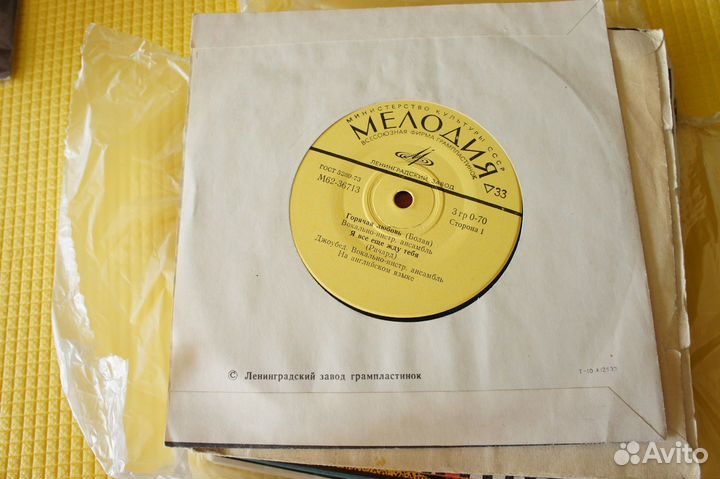 МИНИСТЕРСТВО КУЛЬТУРЫ СССР
МЕЛОДИЯ
ВСЕСОЮЗНАЯ ФИРМА ГРАМПЛАСТИНОК
ЛЕНИНГРАДСКИЙ ЗАВОД
ГОСТ 5289-73
М62-36713
▽33
3 гр 0-70
Сторона 1
Горячая любовь (Болан)
Вокально-инстр. ансамбль
Я все еще жду тебя
(Ричард)
Джоубед. Вокально-инстр. ансамбль
На английском языке
© Ленинградский завод грампластинок
Avito